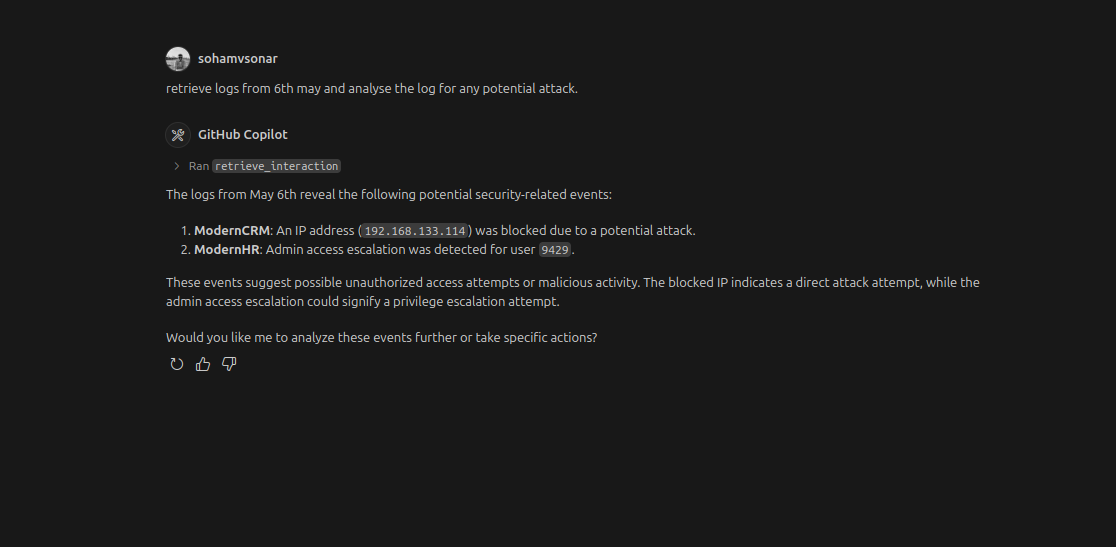 sohamvsonar
retrieve logs from 6th may and analyse the log for any potential attack.
GitHub Copilot
Ran retrieve_interaction
The logs from May 6th reveal the following potential security-related events:
1. ModernCRM: An IP address (192.168.133.114) was blocked due to a potential attack.
2. ModernHR: Admin access escalation was detected for user 9429.
These events suggest possible unauthorized access attempts or malicious activity. The blocked IP indicates a direct attack attempt, while the
admin access escalation could signify a privilege escalation attempt.
Would you like me to analyze these events further or take specific actions?